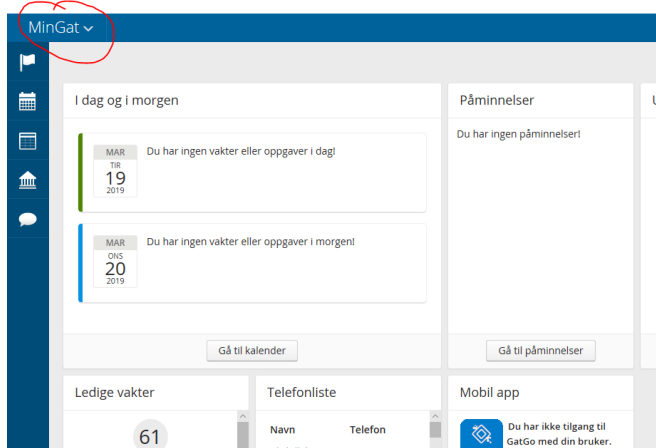 MinGat
I dag og i morgen
Påminnelser
MAR
TIR
19
2019
Du har ingen vakter eller oppgaver i dag!
Du har ingen påminnelser!
MAR
ONS
20
2019
Du har ingen vakter eller oppgaver i morgen!
Gå til kalender
Gå til påminnelser
Ledige vakter
Telefonliste
Mobil app
61
Navn Telefon
Du har ikke tilgang til
GatGo med din bruker.